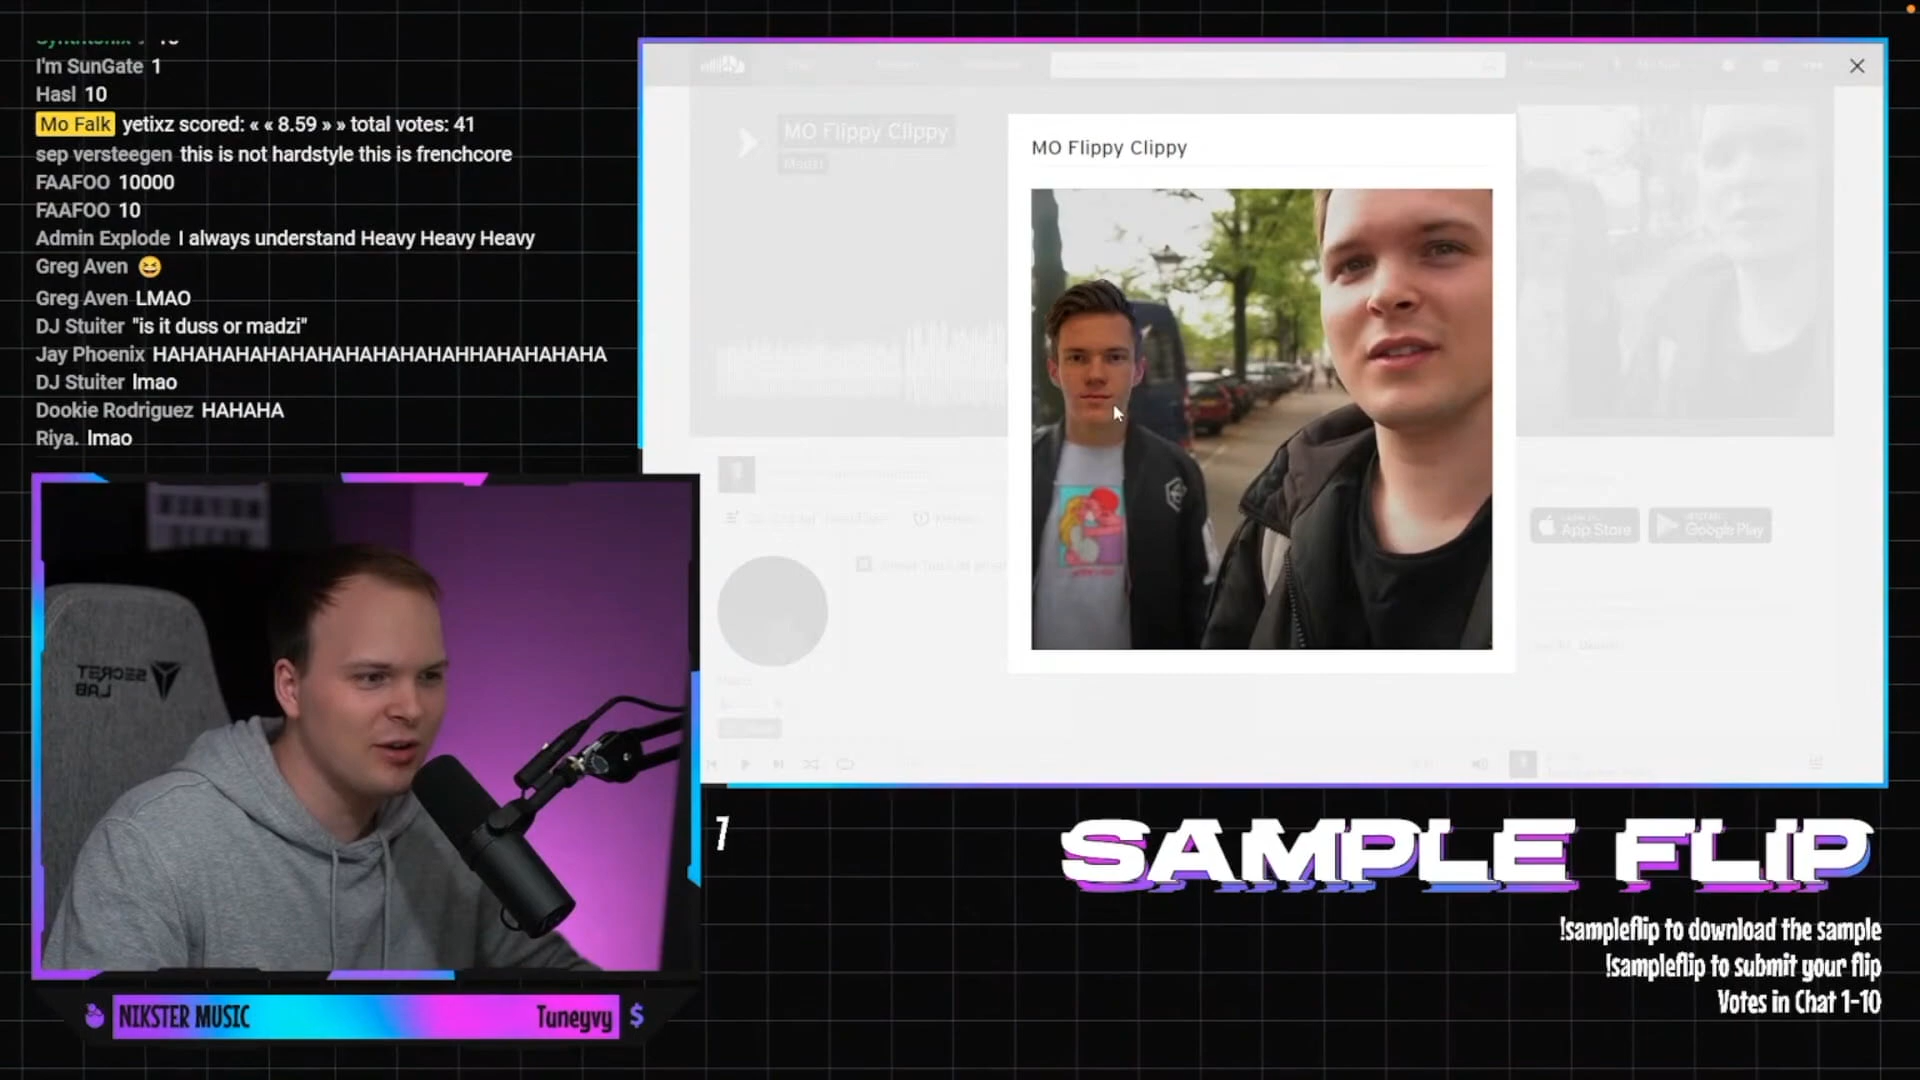 I'm SunGate 1
Hasl 10
Mo Falk yetixz scored: « « 8.59 » » total votes: 41
sep versteegen this is not hardstyle this is frenchcore
FAAFOO 10000
FAAFOO 10
Admin Explode I always understand Heavy Heavy Heavy
Greg Aven 😆
Greg Aven LMAO
DJ Stuiter "is it duss or madzi"
Jay Phoenix HAHAHAHAHAHAHAHAHAHAHAHHAHAHAHAHA
DJ Stuiter lmao
Dookie Rodriguez HAHAHA
Riya. lmao
MO Flippy Clippy
Madzi
MO Flippy Clippy
App Store
Google Play
SECRET
LAB
NIKSTER MUSIC
Tuneyvy $
7
SAMPLE FLIP
!sampleflip to download the sample
!sampleflip to submit your flip
Votes in Chat 1-10